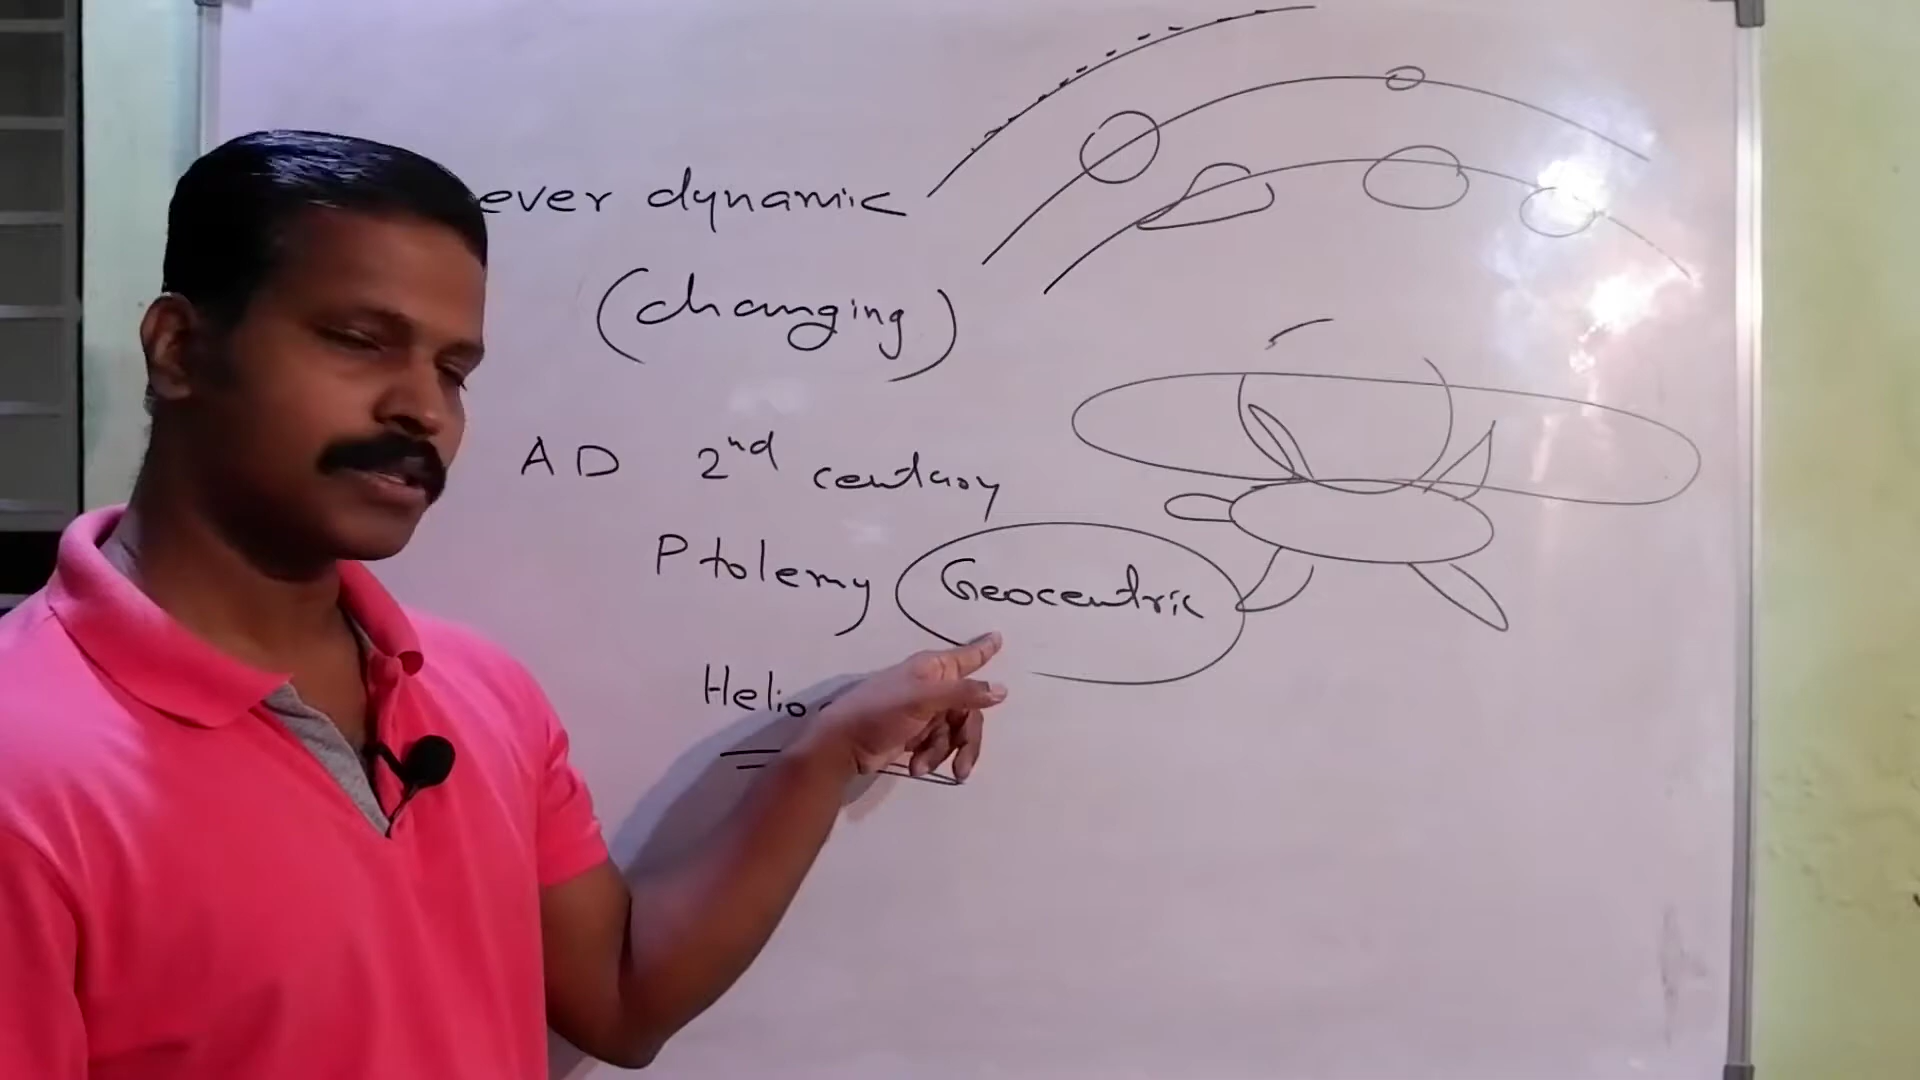 ever dynamic
(changing)
AD 2nd century
Ptolemy Geocentric
Helio